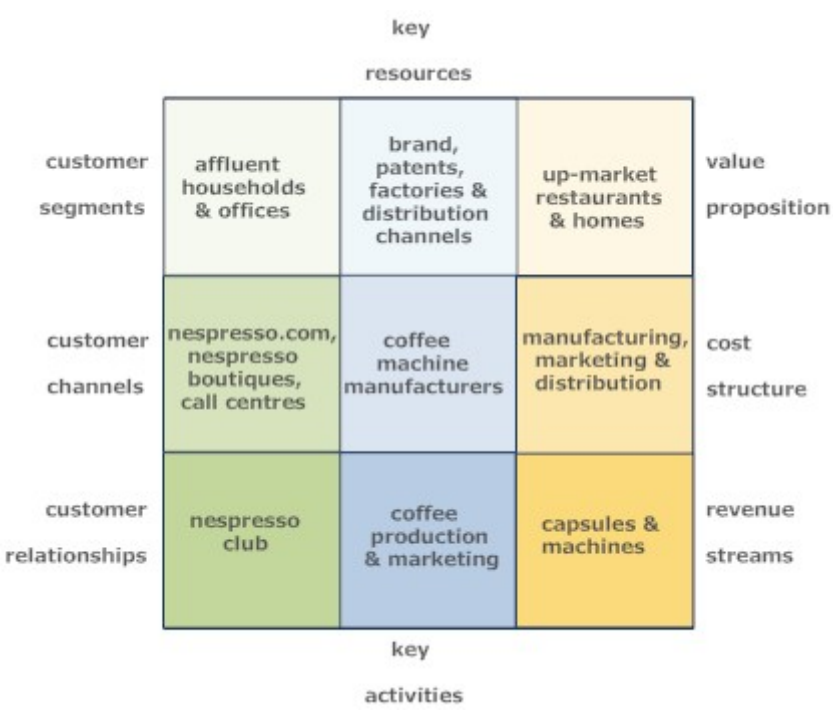 key
resources
customer
segments
affluent
households
& offices
brand,
patents,
factories &
distribution
channels
up-market
restaurants
& homes
value
proposition
customer
channels
nespresso.com,
nespresso
boutiques,
call centres
coffee
machine
manufacturers
manufacturing,
marketing &
distribution
cost
structure
customer
relationships
nespresso
club
coffee
production
& marketing
capsules &
machines
revenue
streams
key
activities